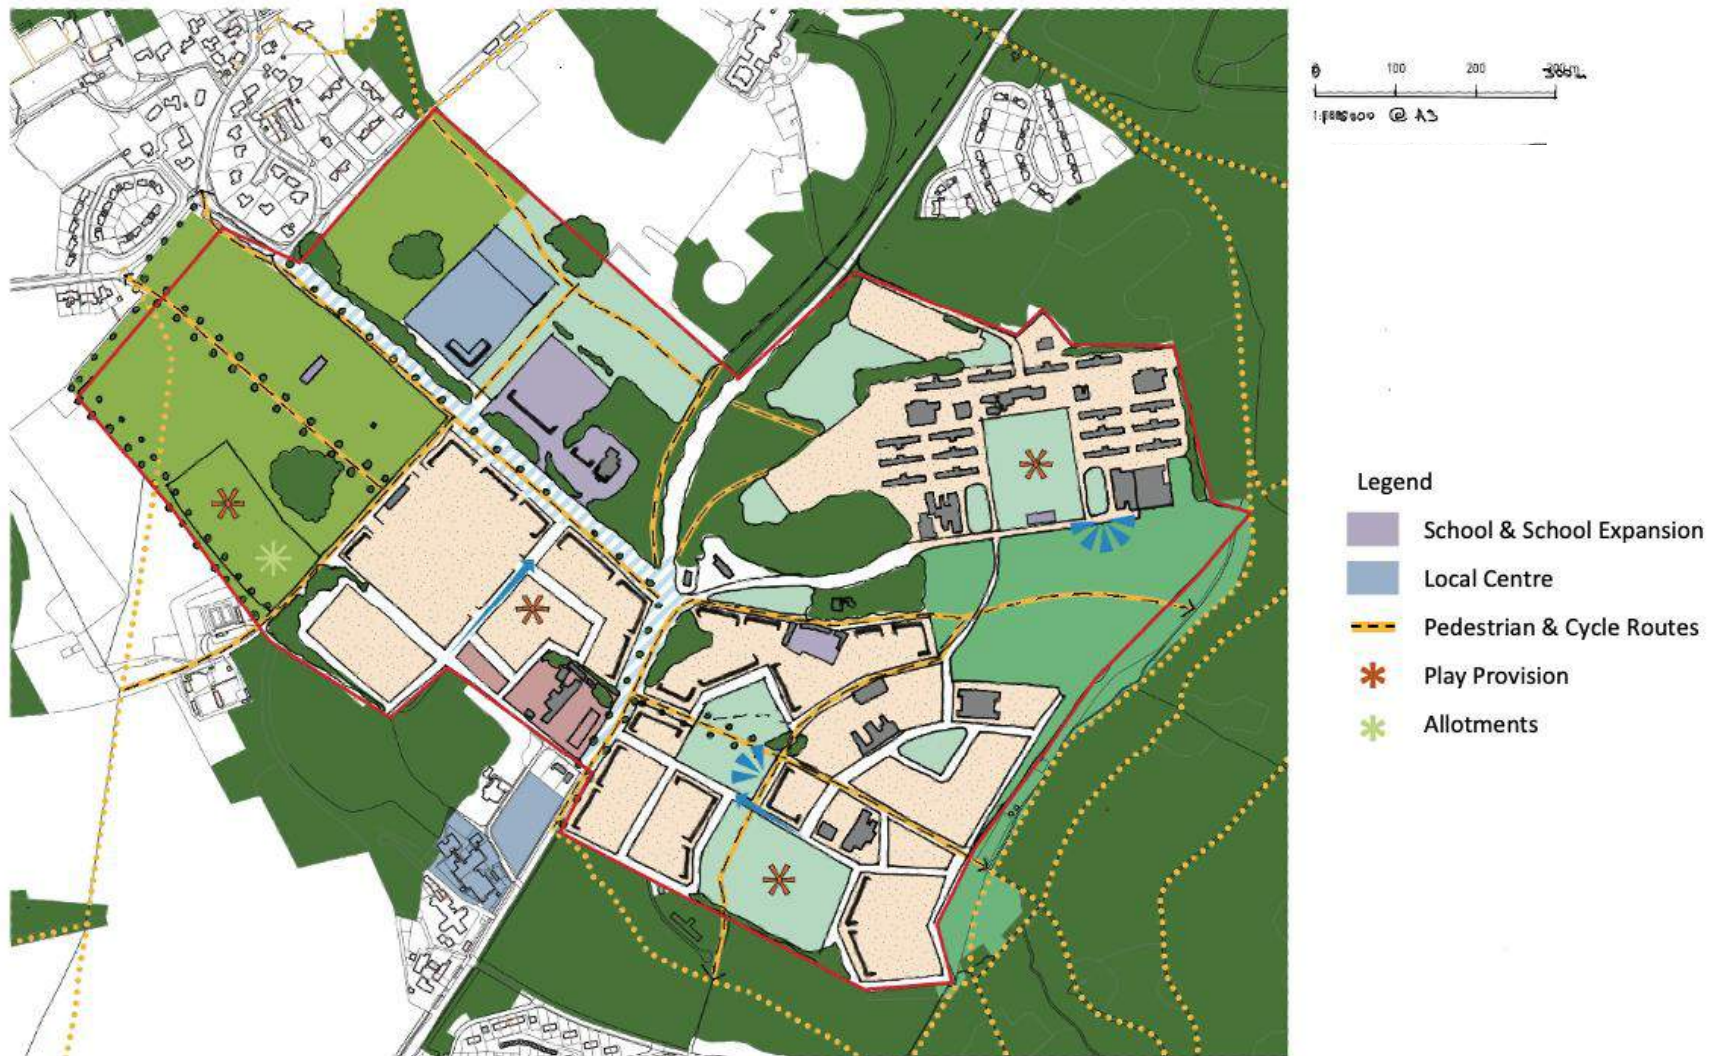 0 100 200
@ A3
Legend
School & School Expansion
Local Centre
Pedestrian & Cycle Routes
Play Provision
Allotments